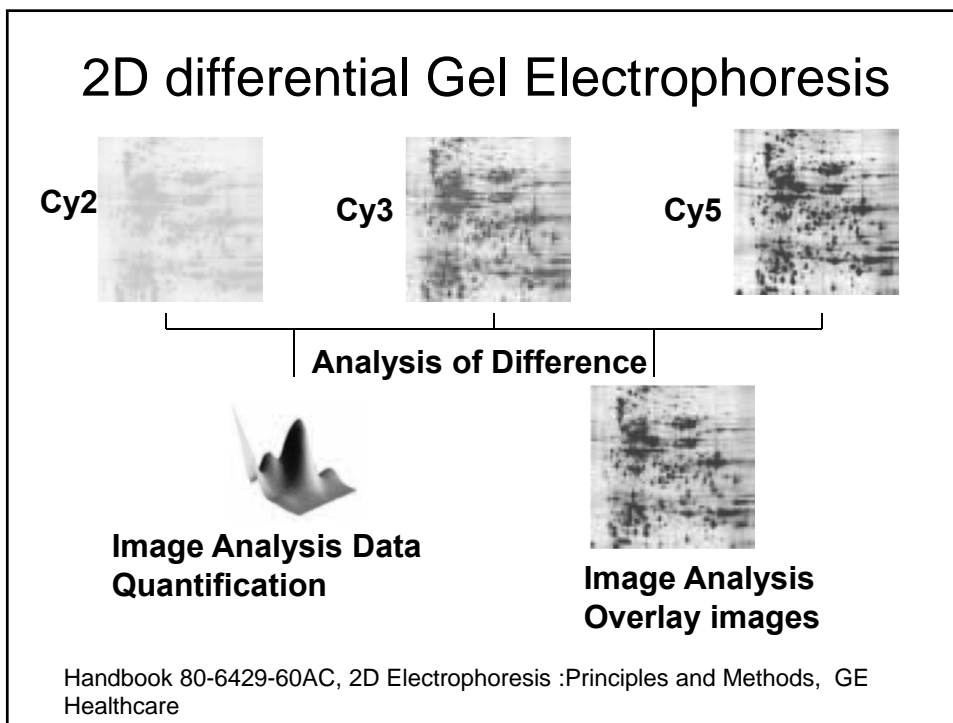 2D differential Gel Electrophoresis
Cy2
Cy3
Cy5
Analysis of Difference
Image Analysis Data
Quantification
Image Analysis
Overlay images
Handbook 80-6429-60AC, 2D Electrophoresis :Principles and Methods, GE
Healthcare